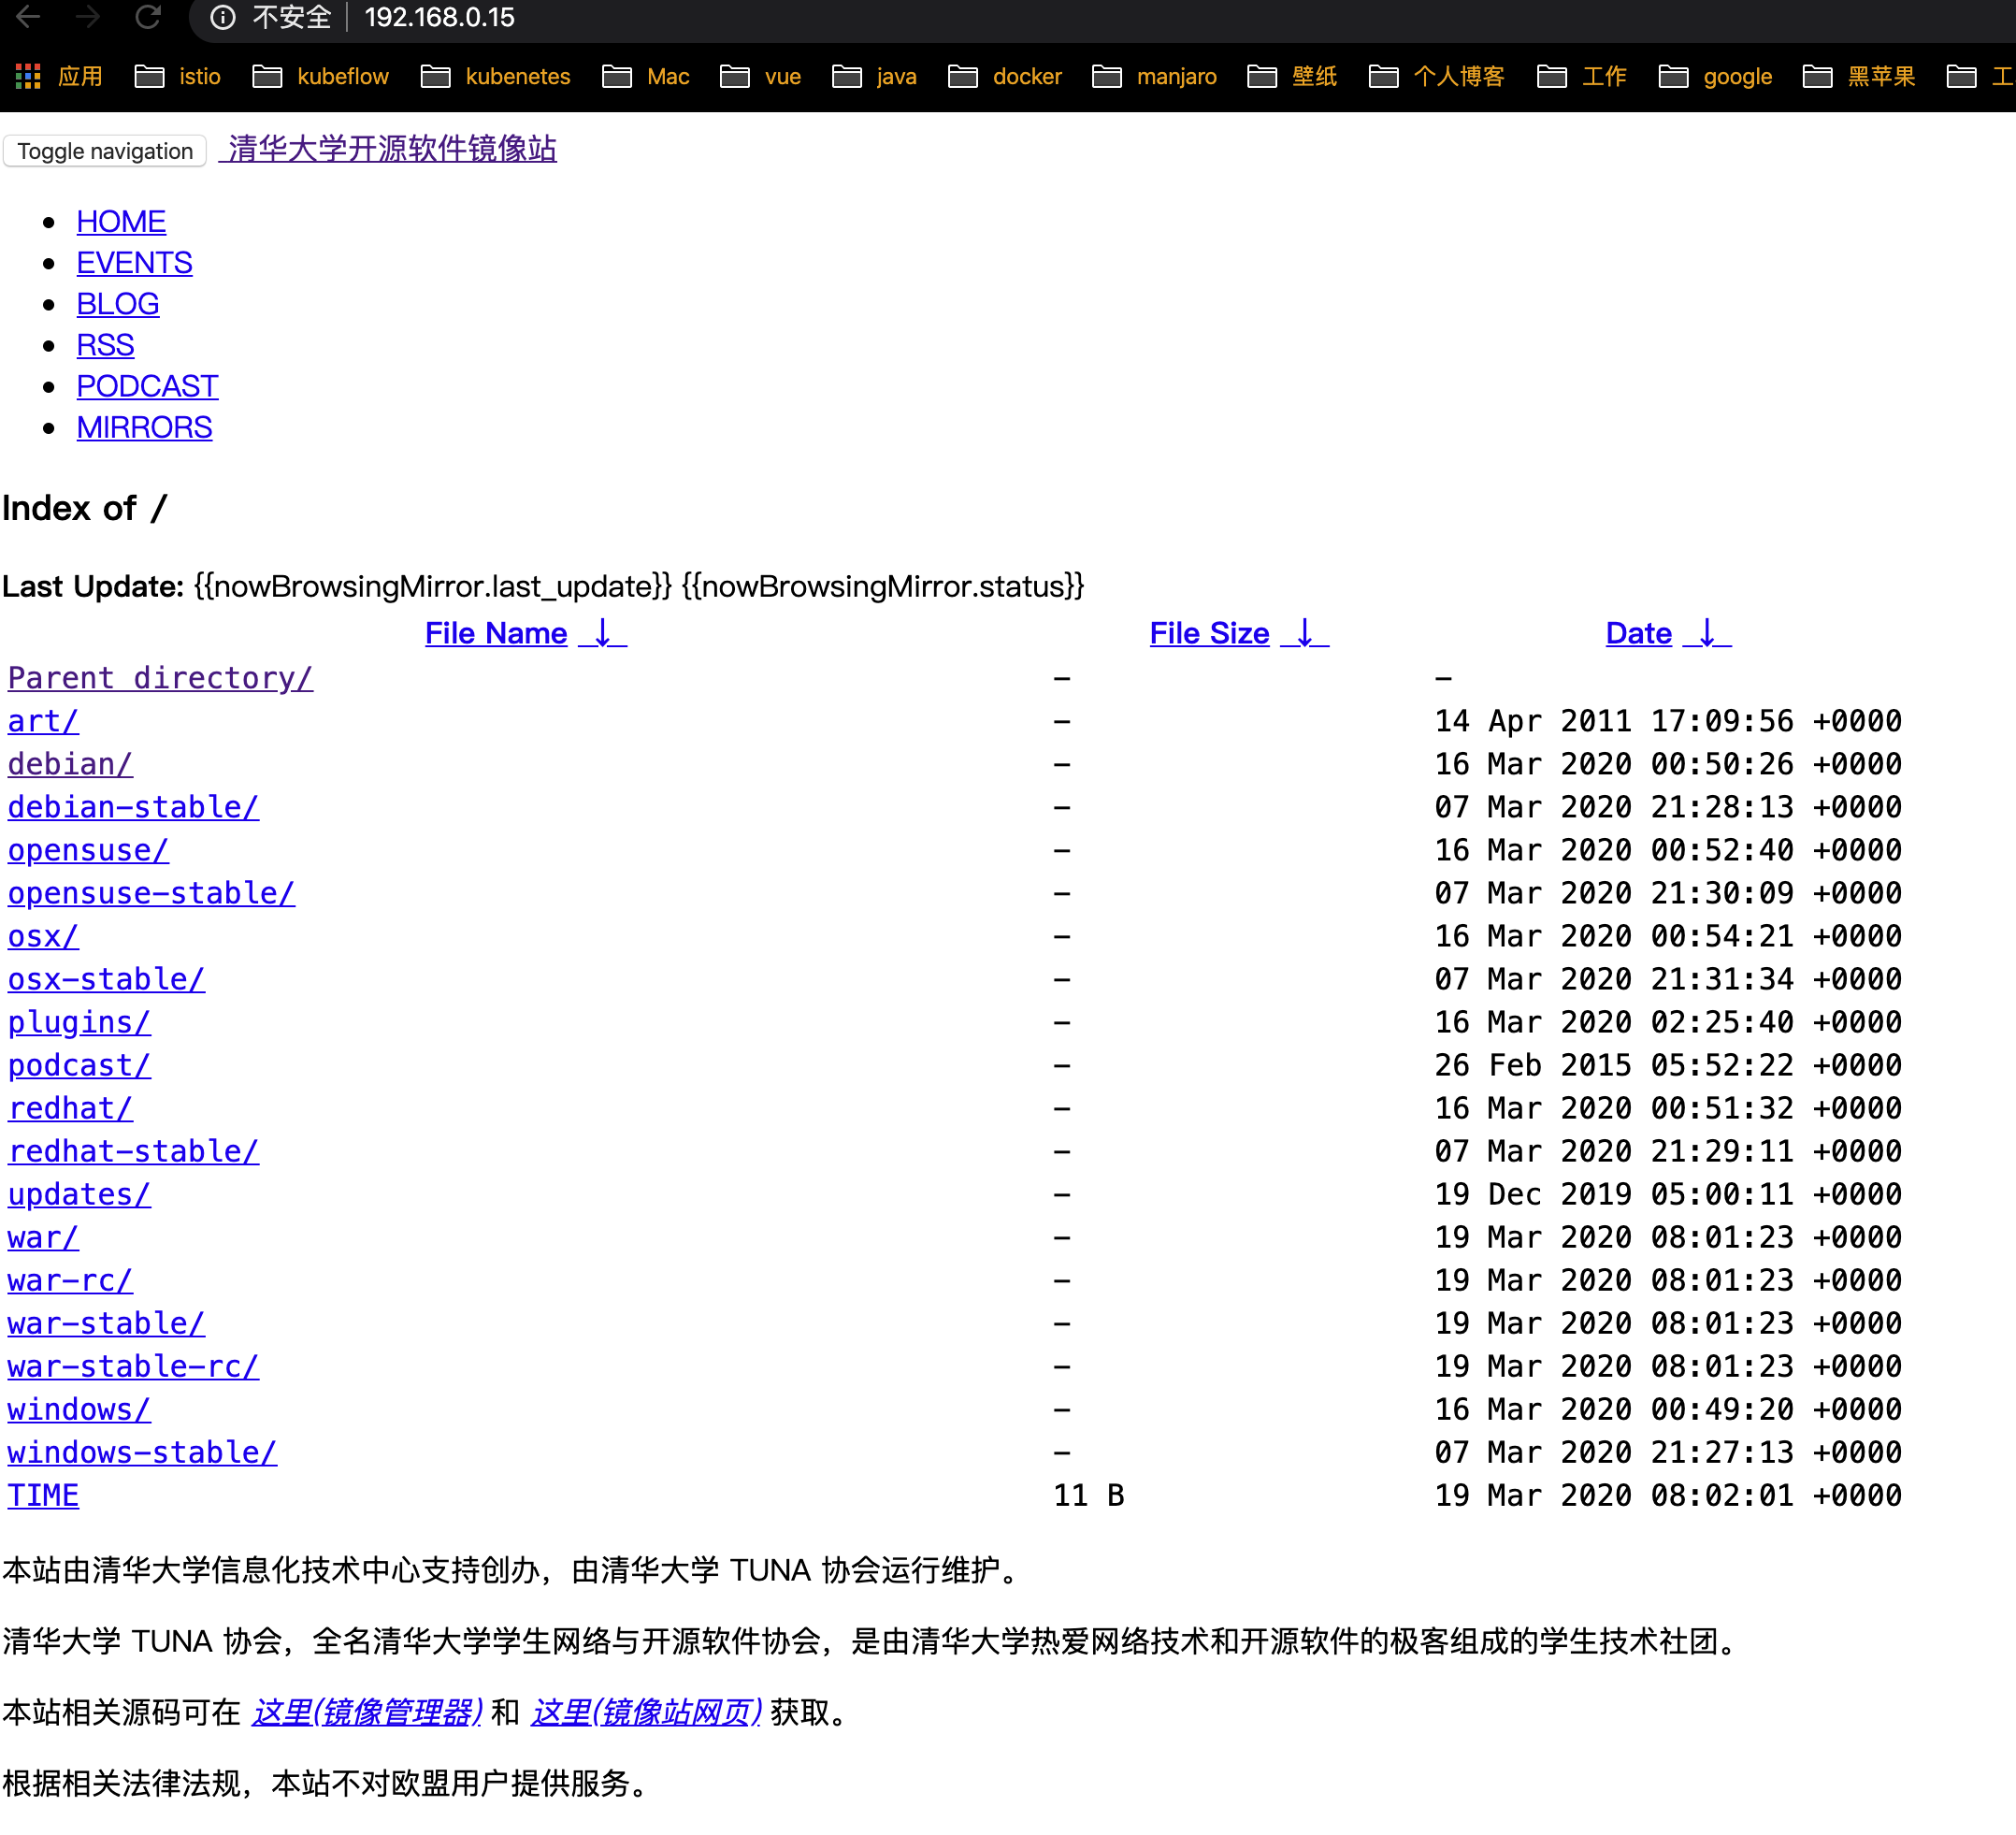 不安全 | 192.168.0.15
应用 istio kubeflow kubenetes Mac vue java docker manjaro 壁纸 个人博客 工作 google 黑苹果 工
Toggle navigation 清华大学开源软件镜像站
• HOME
• EVENTS
• BLOG
• RSS
• PODCAST
• MIRRORS
Index of /
Last Update: {{nowBrowsingMirror.last_update}} {{nowBrowsingMirror.status}}
File Name ↓ File Size ↓ Date ↓
Parent directory/ - -
art/ - 14 Apr 2011 17:09:56 +0000
debian/ - 16 Mar 2020 00:50:26 +0000
debian-stable/ - 07 Mar 2020 21:28:13 +0000
opensuse/ - 16 Mar 2020 00:52:40 +0000
opensuse-stable/ - 07 Mar 2020 21:30:09 +0000
osx/ - 16 Mar 2020 00:54:21 +0000
osx-stable/ - 07 Mar 2020 21:31:34 +0000
plugins/ - 16 Mar 2020 02:25:40 +0000
podcast/ - 26 Feb 2015 05:52:22 +0000
redhat/ - 16 Mar 2020 00:51:32 +0000
redhat-stable/ - 07 Mar 2020 21:29:11 +0000
updates/ - 19 Dec 2019 05:00:11 +0000
war/ - 19 Mar 2020 08:01:23 +0000
war-rc/ - 19 Mar 2020 08:01:23 +0000
war-stable/ - 19 Mar 2020 08:01:23 +0000
war-stable-rc/ - 19 Mar 2020 08:01:23 +0000
windows/ - 16 Mar 2020 00:49:20 +0000
windows-stable/ - 07 Mar 2020 21:27:13 +0000
TIME 11 B 19 Mar 2020 08:02:01 +0000
本站由清华大学信息化技术中心支持创办，由清华大学 TUNA 协会运行维护。
清华大学 TUNA 协会，全名清华大学学生网络与开源软件协会，是由清华大学热爱网络技术和开源软件的极客组成的学生技术社团。
本站相关源码可在 这里(镜像管理器) 和 这里(镜像站网页) 获取。
根据相关法律法规，本站不对欧盟用户提供服务。